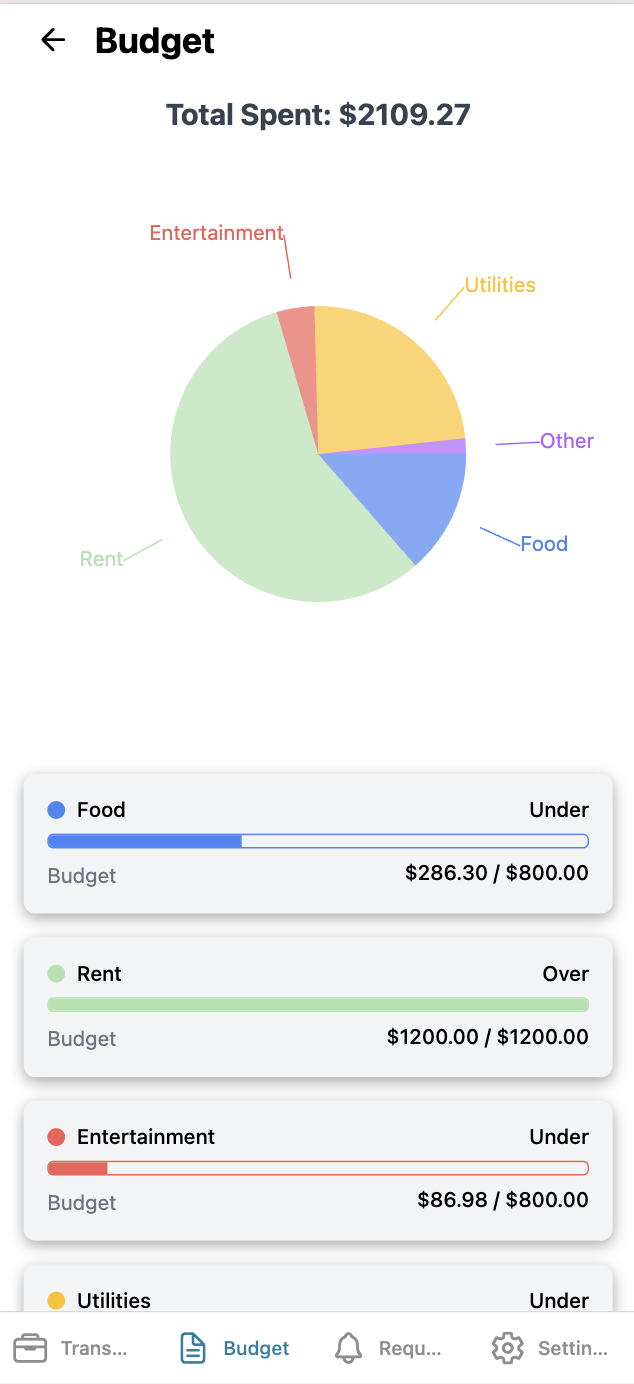 Budget
Total Spent: $2109.27
Entertainment
Utilities
Other
Food
Rent
Food Under
Budget $286.30 / $800.00
Rent Over
Budget $1200.00 / $1200.00
Entertainment Under
Budget $86.98 / $800.00
Utilities Under
Trans... Budget Requ... Settin...